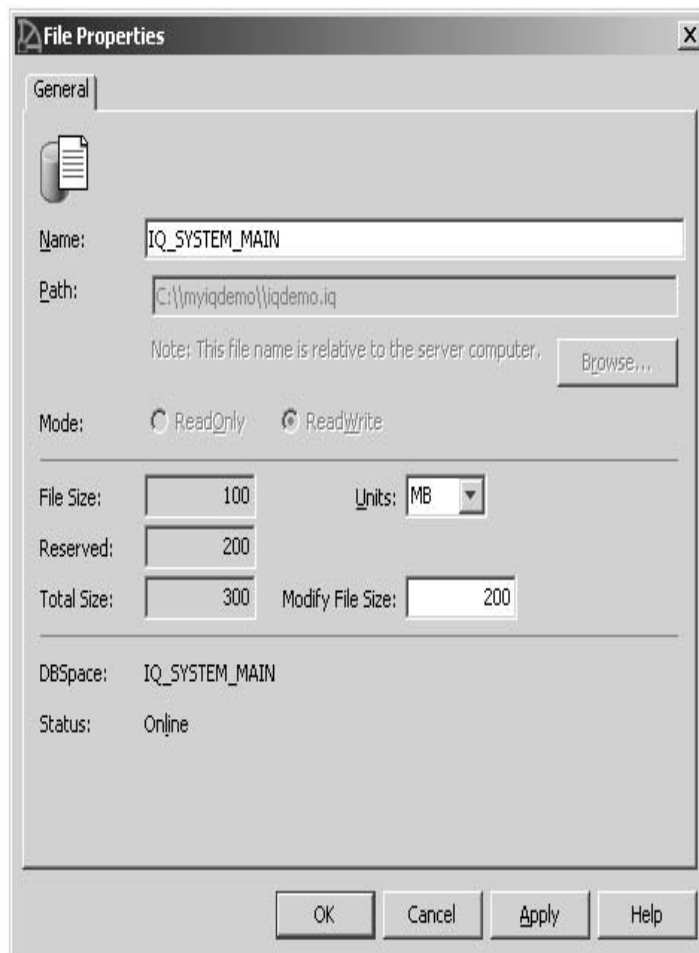 File Properties
General
Name: IQ_SYSTEM_MAIN
Path: C:\\myiqdemo\\iqdemo.iq
Note: This file name is relative to the server computer. Browse...
Mode: ReadOnly ReadWrite
File Size: 100 Units: MB
Reserved: 200
Total Size: 300 Modify File Size: 200
DBSpace: IQ_SYSTEM_MAIN
Status: Online
OK Cancel Apply Help